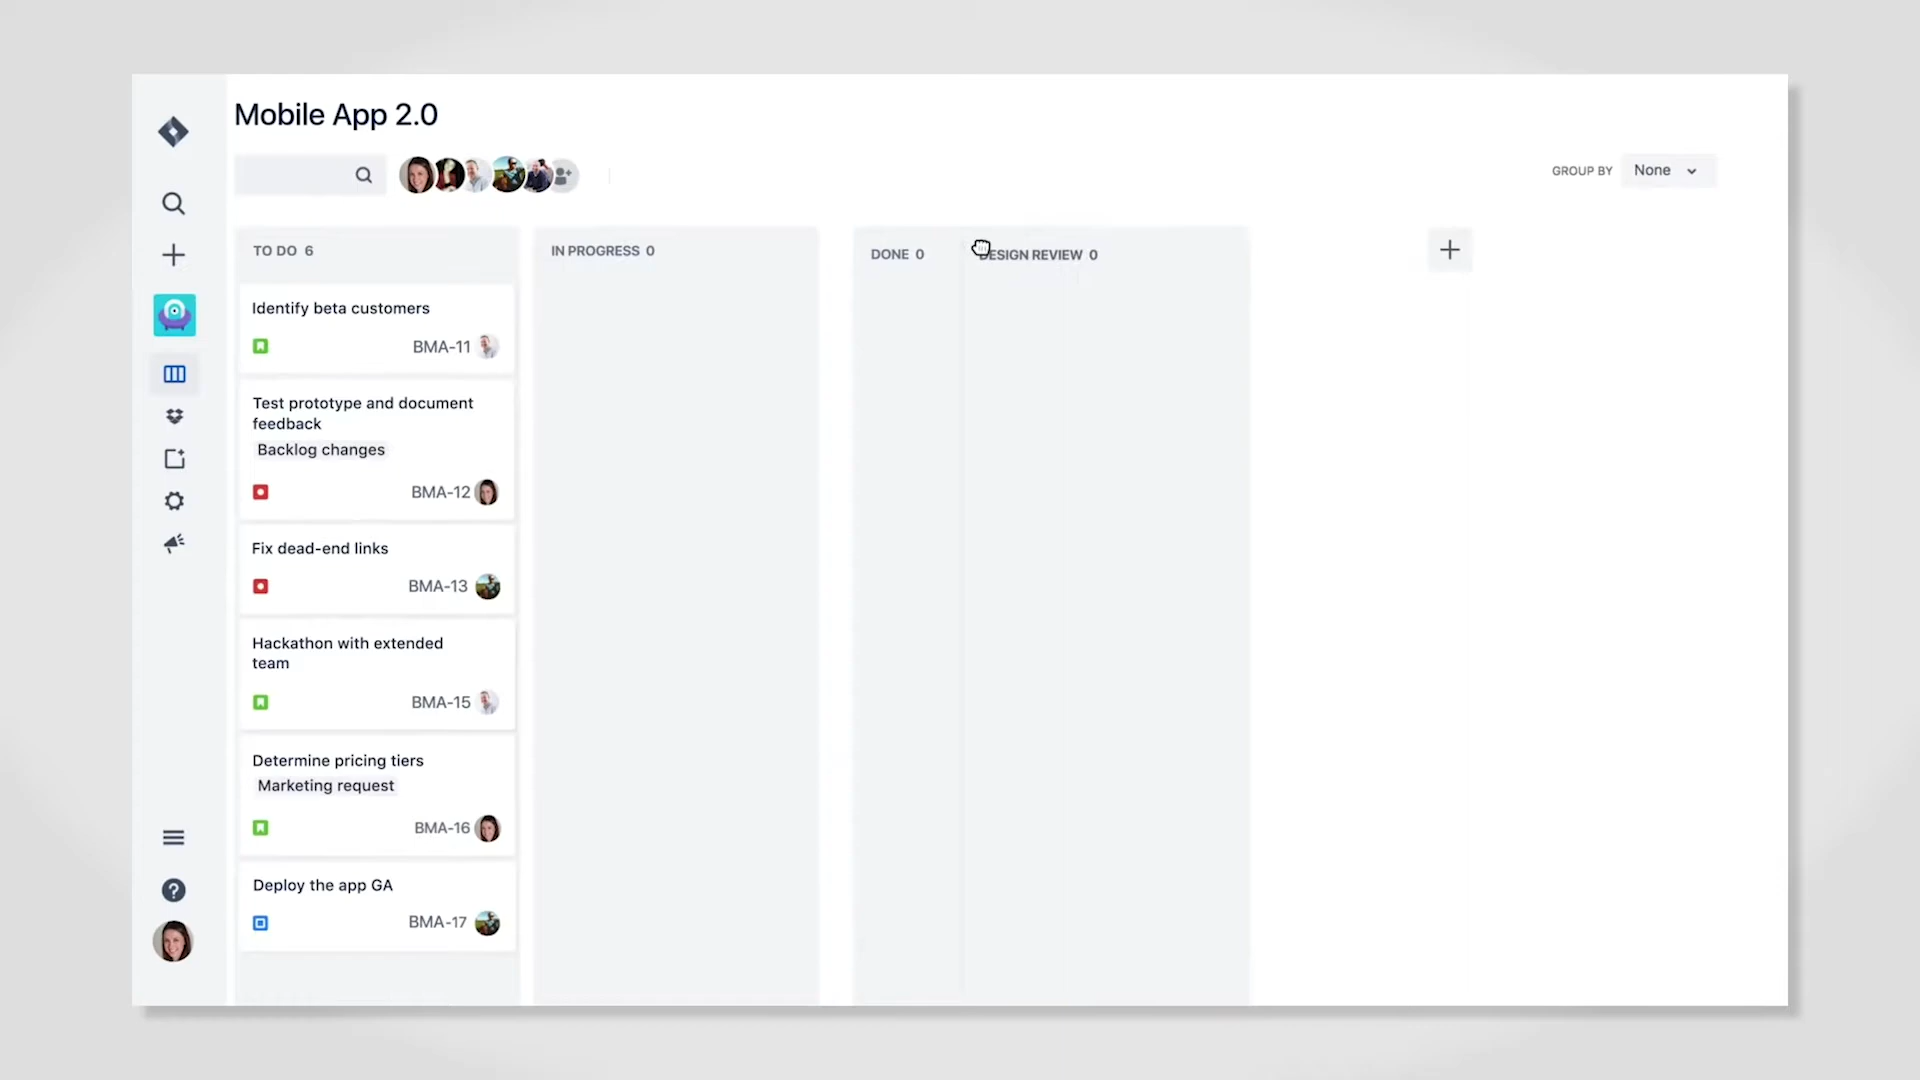 Mobile App 2.0
GROUP BY None
TO DO 6
IN PROGRESS 0
DONE 0
DESIGN REVIEW 0
Identify beta customers
BMA-11
Test prototype and document
feedback
Backlog changes
BMA-12
Fix dead-end links
BMA-13
Hackathon with extended
team
BMA-15
Determine pricing tiers
Marketing request
BMA-16
Deploy the app GA
BMA-17